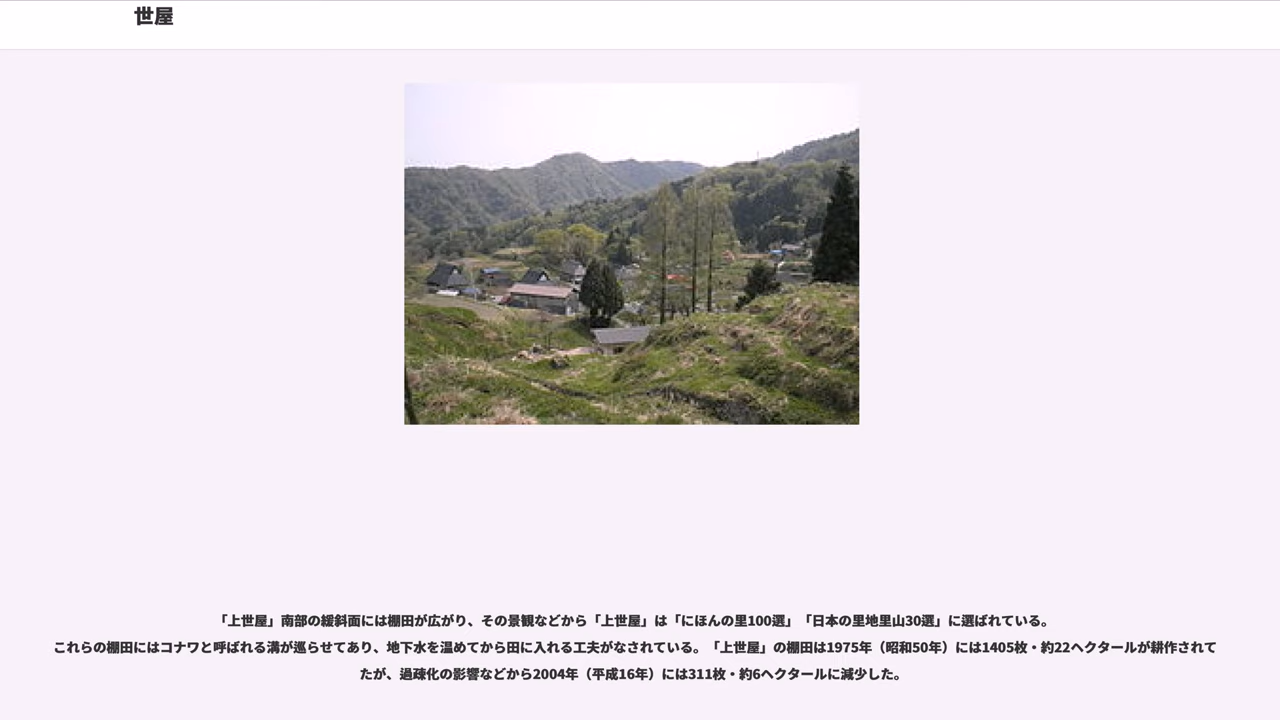 世屋
「上世屋」南部の緩斜面には棚田が広がり、その景観などから「上世屋」は「にほんの里100選」「日本の里地里山30選」に選ばれている。
これらの棚田にはコナワと呼ばれる溝が巡らせてあり、地下水を温めてから田に入れる工夫がなされている。「上世屋」の棚田は1975年（昭和50年）には1405枚・約22ヘクタールが耕作されて
たが、過疎化の影響などから2004年（平成16年）には311枚・約6ヘクタールに減少した。